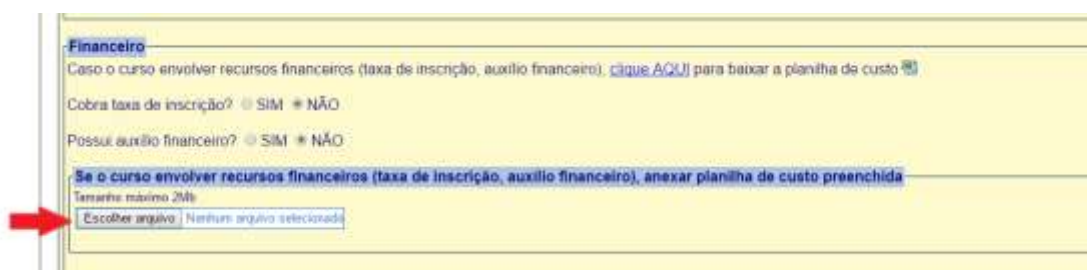 Financeiro
Caso o curso envolver recursos financeiros (taxa de inscrição, auxílio financeiro), clique AQUI para baixar a planilha de custo
Cobra taxa de inscrição? SIM NÃO
Possui auxílio financeiro? SIM NÃO
Se o curso envolver recursos financeiros (taxa de inscrição, auxílio financeiro), anexar planilha de custo preenchida
Tamanho máximo 2Mb
Escolher arquivo Nenhum arquivo selecionado